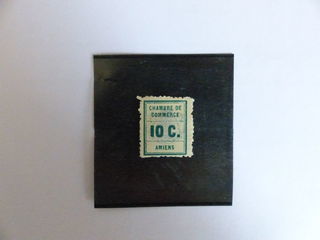 CHAMBRE DE
COMMERCE
10 C.
AMIENS